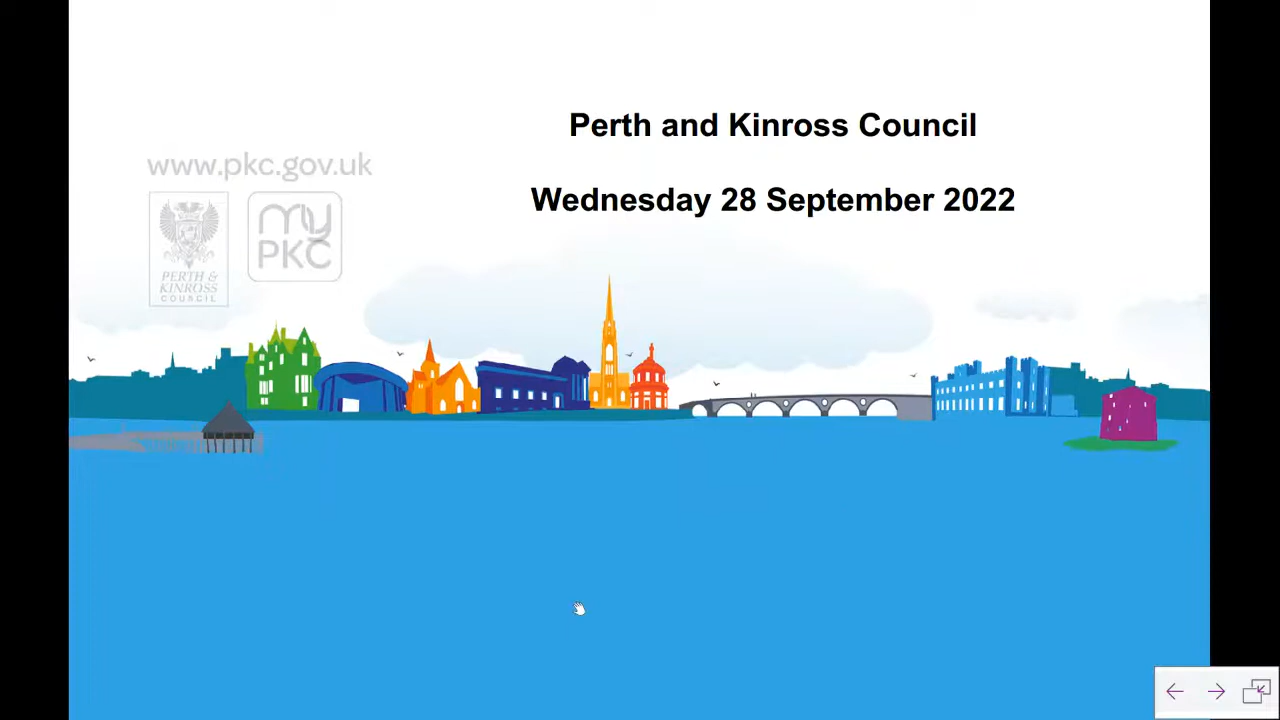 Perth and Kinross Council
www.pkc.gov.uk
Wednesday 28 September 2022
my
PKC
PERTH &
KINROSS
COUNCIL